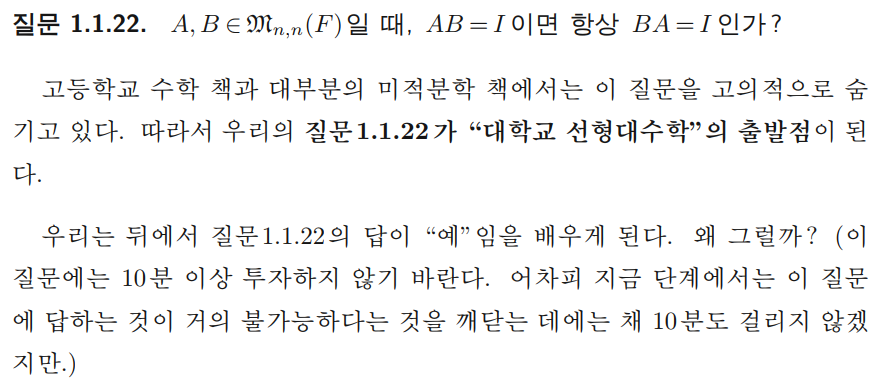 질문 1.1.22. A, B ∈ 𝔐n,n(F)일 때, AB = I 이면 항상 BA = I 인가?
고등학교 수학 책과 대부분의 미적분학 책에서는 이 질문을 고의적으로 숨
기고 있다. 따라서 우리의 질문1.1.22가 “대학교 선형대수학”의 출발점이 된
다.
우리는 뒤에서 질문1.1.22의 답이 “예”임을 배우게 된다. 왜 그럴까? (이
질문에는 10분 이상 투자하지 않기 바란다. 어차피 지금 단계에서는 이 질문
에 답하는 것이 거의 불가능하다는 것을 깨닫는 데에는 채 10분도 걸리지 않겠
지만.)